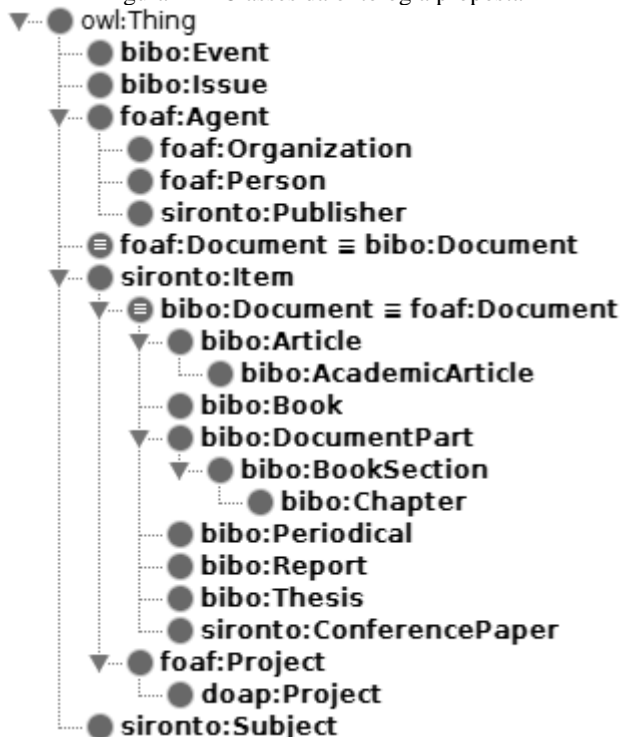 owl:Thing
bibo:Event
bibo:Issue
foaf:Agent
foaf:Organization
foaf:Person
sironto:Publisher
foaf:Document ≡ bibo:Document
sironto:Item
bibo:Document ≡ foaf:Document
bibo:Article
bibo:AcademicArticle
bibo:Book
bibo:DocumentPart
bibo:BookSection
bibo:Chapter
bibo:Periodical
bibo:Report
bibo:Thesis
sironto:ConferencePaper
foaf:Project
doap:Project
sironto:Subject